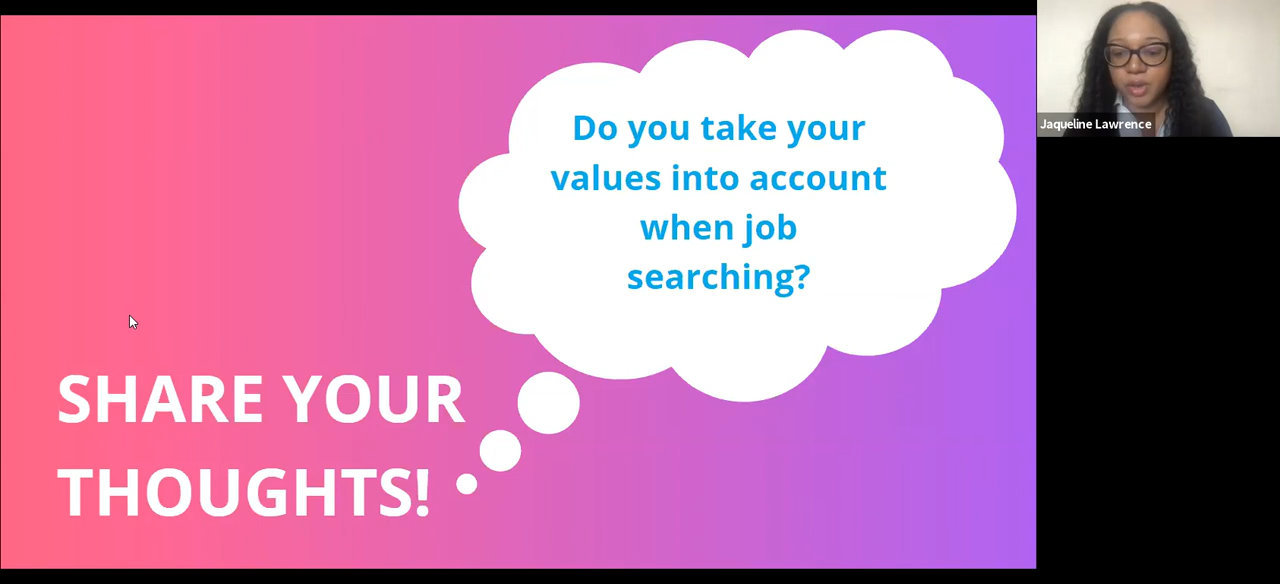 Do you take your
values into account
when job
searching?
SHARE YOUR
THOUGHTS!
Jaqueline Lawrence